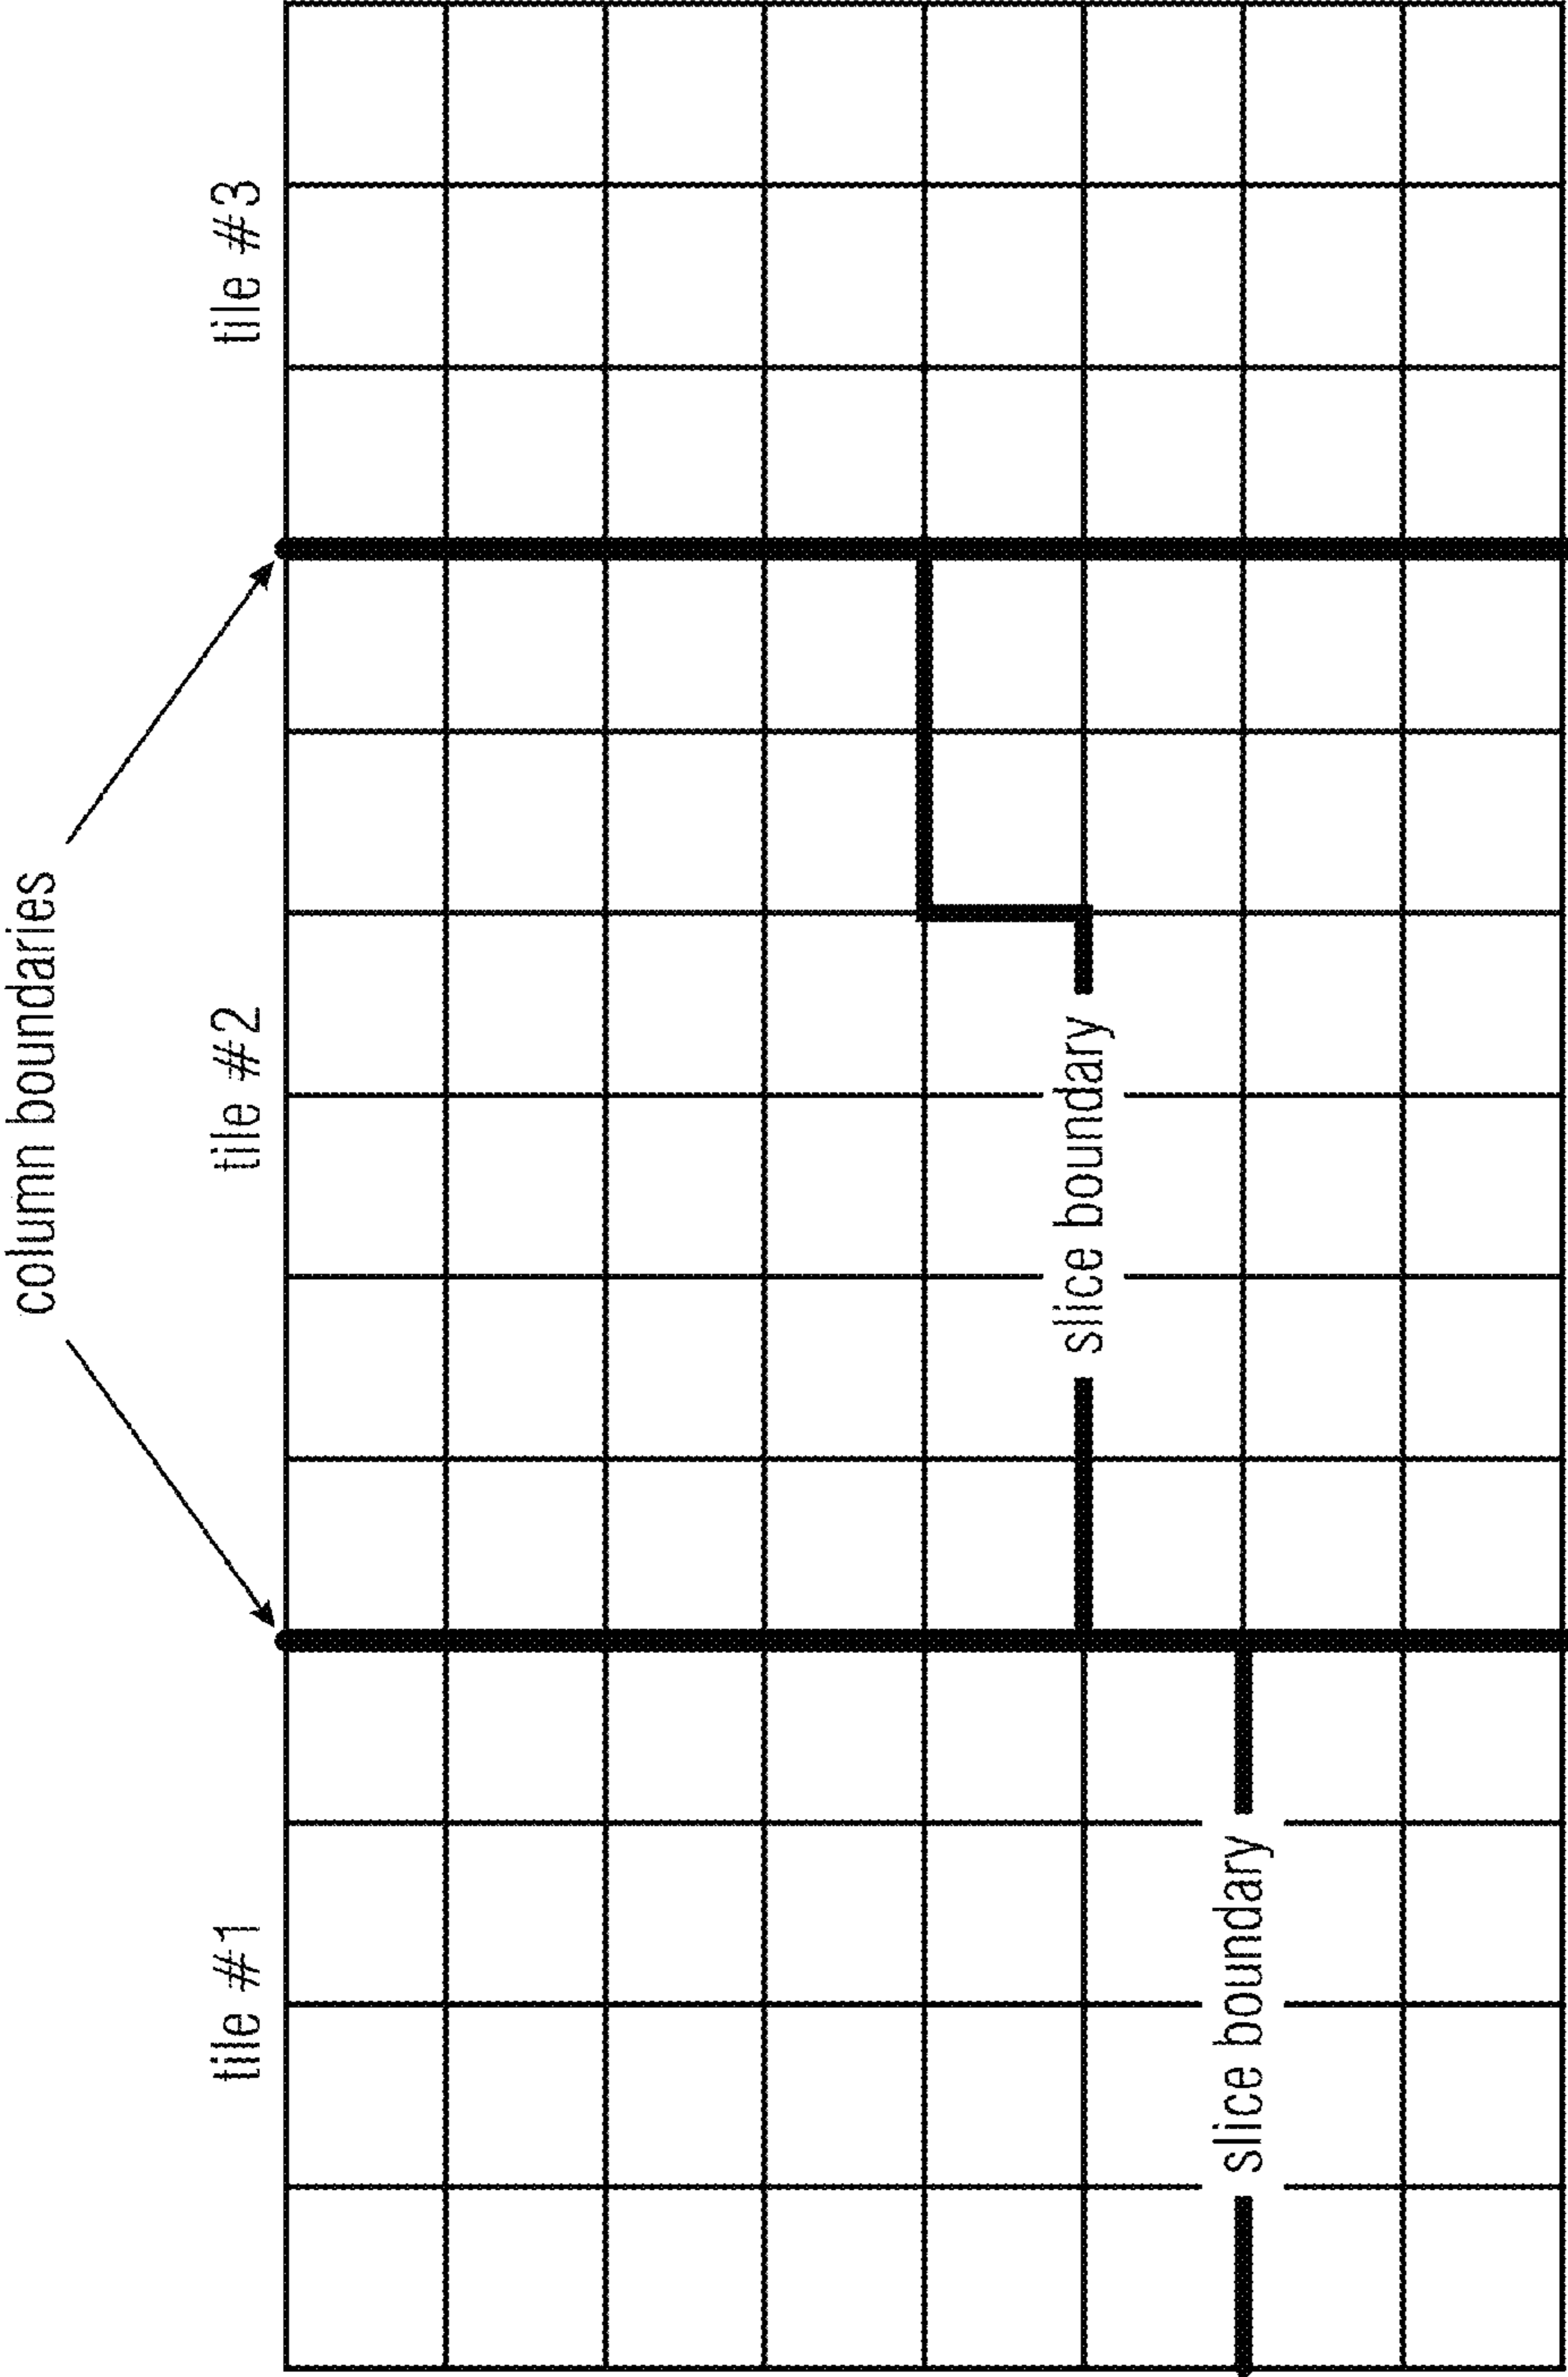 column boundaries
tile #1
tile #2
tile #3
slice boundary
slice boundary